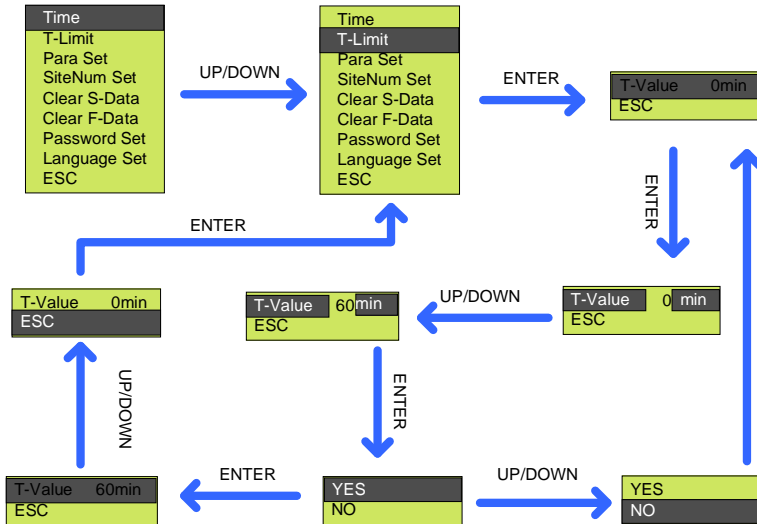 Time
T-Limit
Para Set
SiteNum Set
Clear S-Data
Clear F-Data
Password Set
Language Set
ESC
UP/DOWN
Time
T-Limit
Para Set
SiteNum Set
Clear S-Data
Clear F-Data
Password Set
Language Set
ESC
ENTER
T-Value 0min
ESC
ENTER
ENTER
T-Value 0min
ESC
T-Value 60min
ESC
UP/DOWN
T-Value 0 min
ESC
UP/DOWN
ENTER
T-Value 60min
ESC
ENTER
YES
NO
UP/DOWN
YES
NO